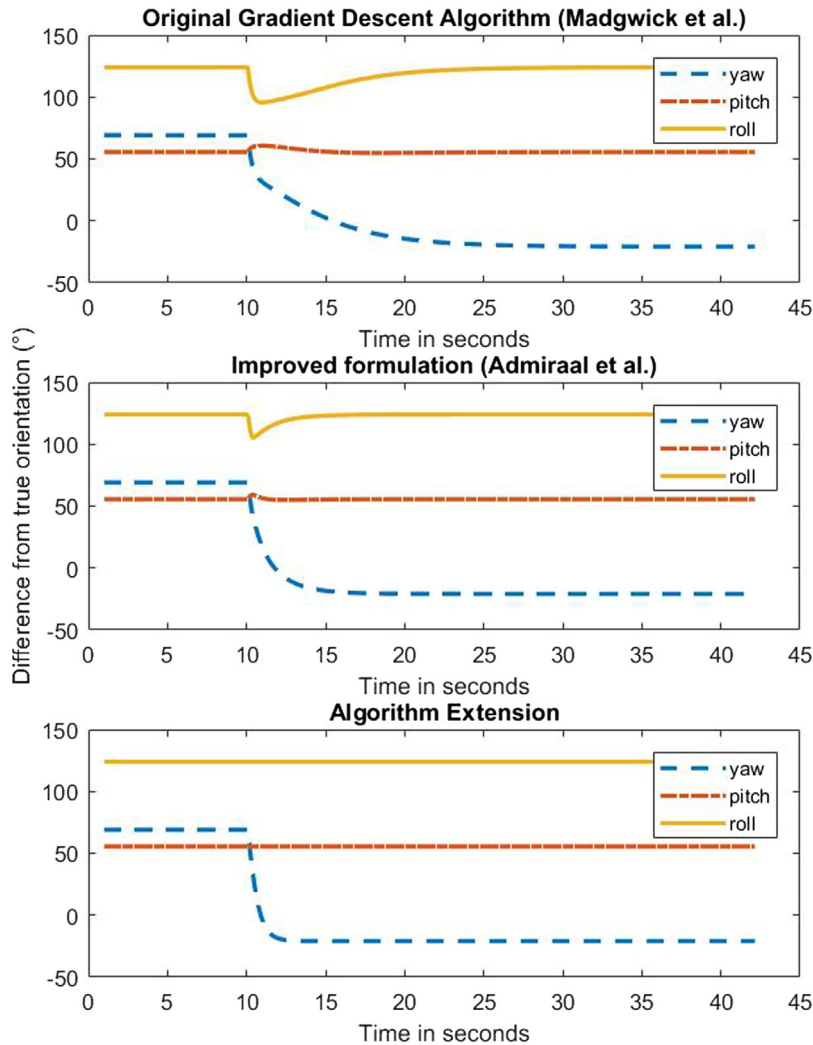 Original Gradient Descent Algorithm (Madgwick et al.)
150
100
50
0
-50
yaw
pitch
roll
0 5 10 15 20 25 30 35 40 45
Time in seconds
Difference from true orientation (°)
Improved formulation (Admiraal et al.)
150
100
50
0
-50
yaw
pitch
roll
0 5 10 15 20 25 30 35 40 45
Time in seconds
Algorithm Extension
150
100
50
0
-50
yaw
pitch
roll
0 5 10 15 20 25 30 35 40 45
Time in seconds